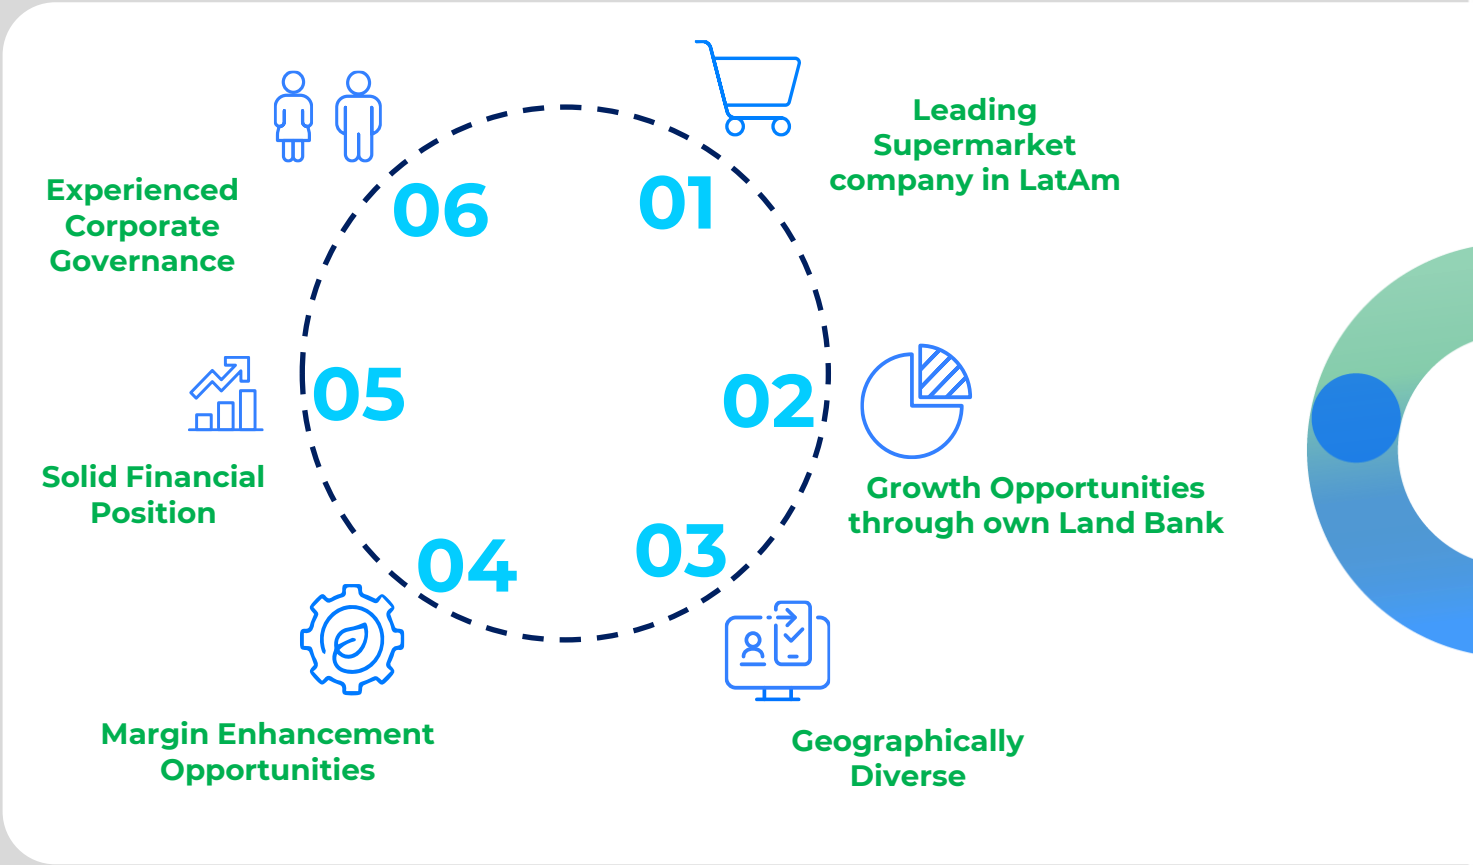 01
Leading
Supermarket
company in LatAm
02
Growth Opportunities
through own Land Bank
03
Geographically
Diverse
04
Margin Enhancement
Opportunities
05
Solid Financial
Position
06
Experienced
Corporate
Governance